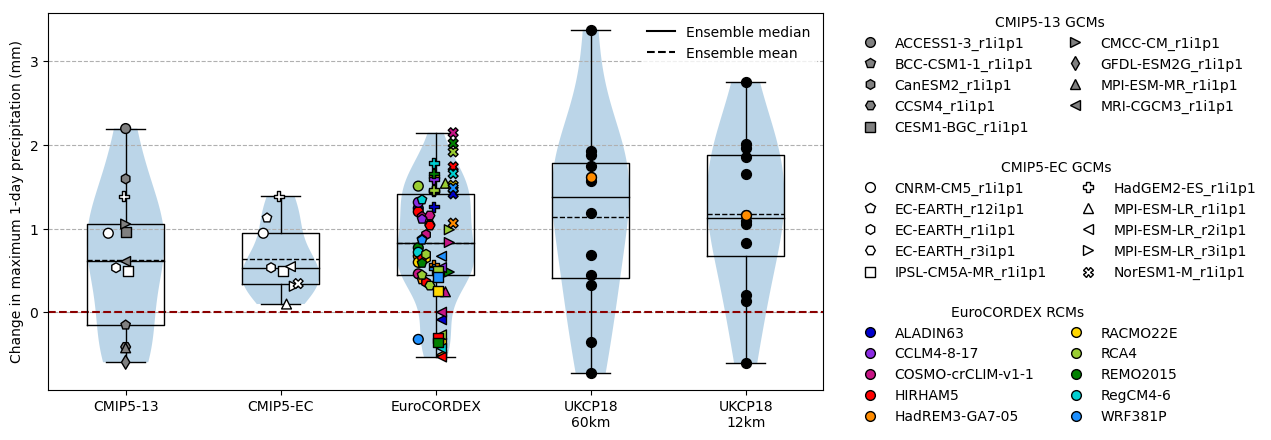 Change in maximum 1-day precipitation (mm)
3
2
1
0
Ensemble median
Ensemble mean
CMIP5-13
CMIP5-EC
EuroCORDEX
UKCP18
60km
UKCP18
12km
CMIP5-13 GCMs
ACCESS1-3_r1i1p1
BCC-CSM1-1_r1i1p1
CanESM2_r1i1p1
CCSM4_r1i1p1
CESM1-BGC_r1i1p1
CMCC-CM_r1i1p1
GFDL-ESM2G_r1i1p1
MPI-ESM-MR_r1i1p1
MRI-CGCM3_r1i1p1
CMIP5-EC GCMs
CNRM-CM5_r1i1p1
EC-EARTH_r12i1p1
EC-EARTH_r1i1p1
EC-EARTH_r3i1p1
IPSL-CM5A-MR_r1i1p1
HadGEM2-ES_r1i1p1
MPI-ESM-LR_r1i1p1
MPI-ESM-LR_r2i1p1
MPI-ESM-LR_r3i1p1
NorESM1-M_r1i1p1
EuroCORDEX RCMs
ALADIN63
CCLM4-8-17
COSMO-crCLIM-v1-1
HIRHAM5
HadREM3-GA7-05
RACMO22E
RCA4
REMO2015
RegCM4-6
WRF381P